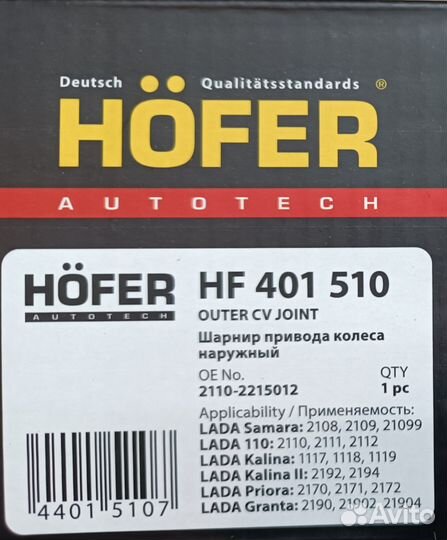 Deutsch Qualitätsstandards ®
HÖFER
AUTOTECH
HÖFER
AUTOTECH
HF 401 510
OUTER CV JOINT
Шарнир привода колеса
наружный
OE No. QTY
2110-2215012 1 pc
Applicability / Применяемость:
LADA Samara: 2108, 2109, 21099
LADA 110: 2110, 2111, 2112
LADA Kalina: 1117, 1118, 1119
LADA Kalina II: 2192, 2194
LADA Priora: 2170, 2171, 2172
LADA Granta: 2190, 21902, 21904
44015107
Avito